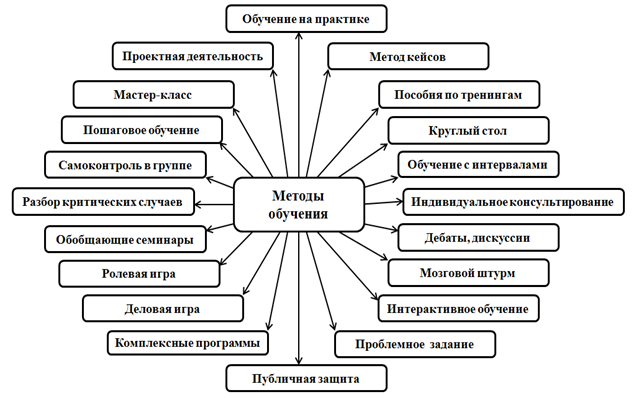 Обучение на практике
Проектная деятельность
Метод кейсов
Мастер-класс
Пособия по тренингам
Пошаговое обучение
Круглый стол
Самоконтроль в группе
Обучение с интервалами
Разбор критических случаев
Методы
обучения
Индивидуальное консультирование
Обобщающие семинары
Дебаты, дискуссии
Ролевая игра
Мозговой штурм
Деловая игра
Интерактивное обучение
Комплексные программы
Проблемное задание
Публичная защита